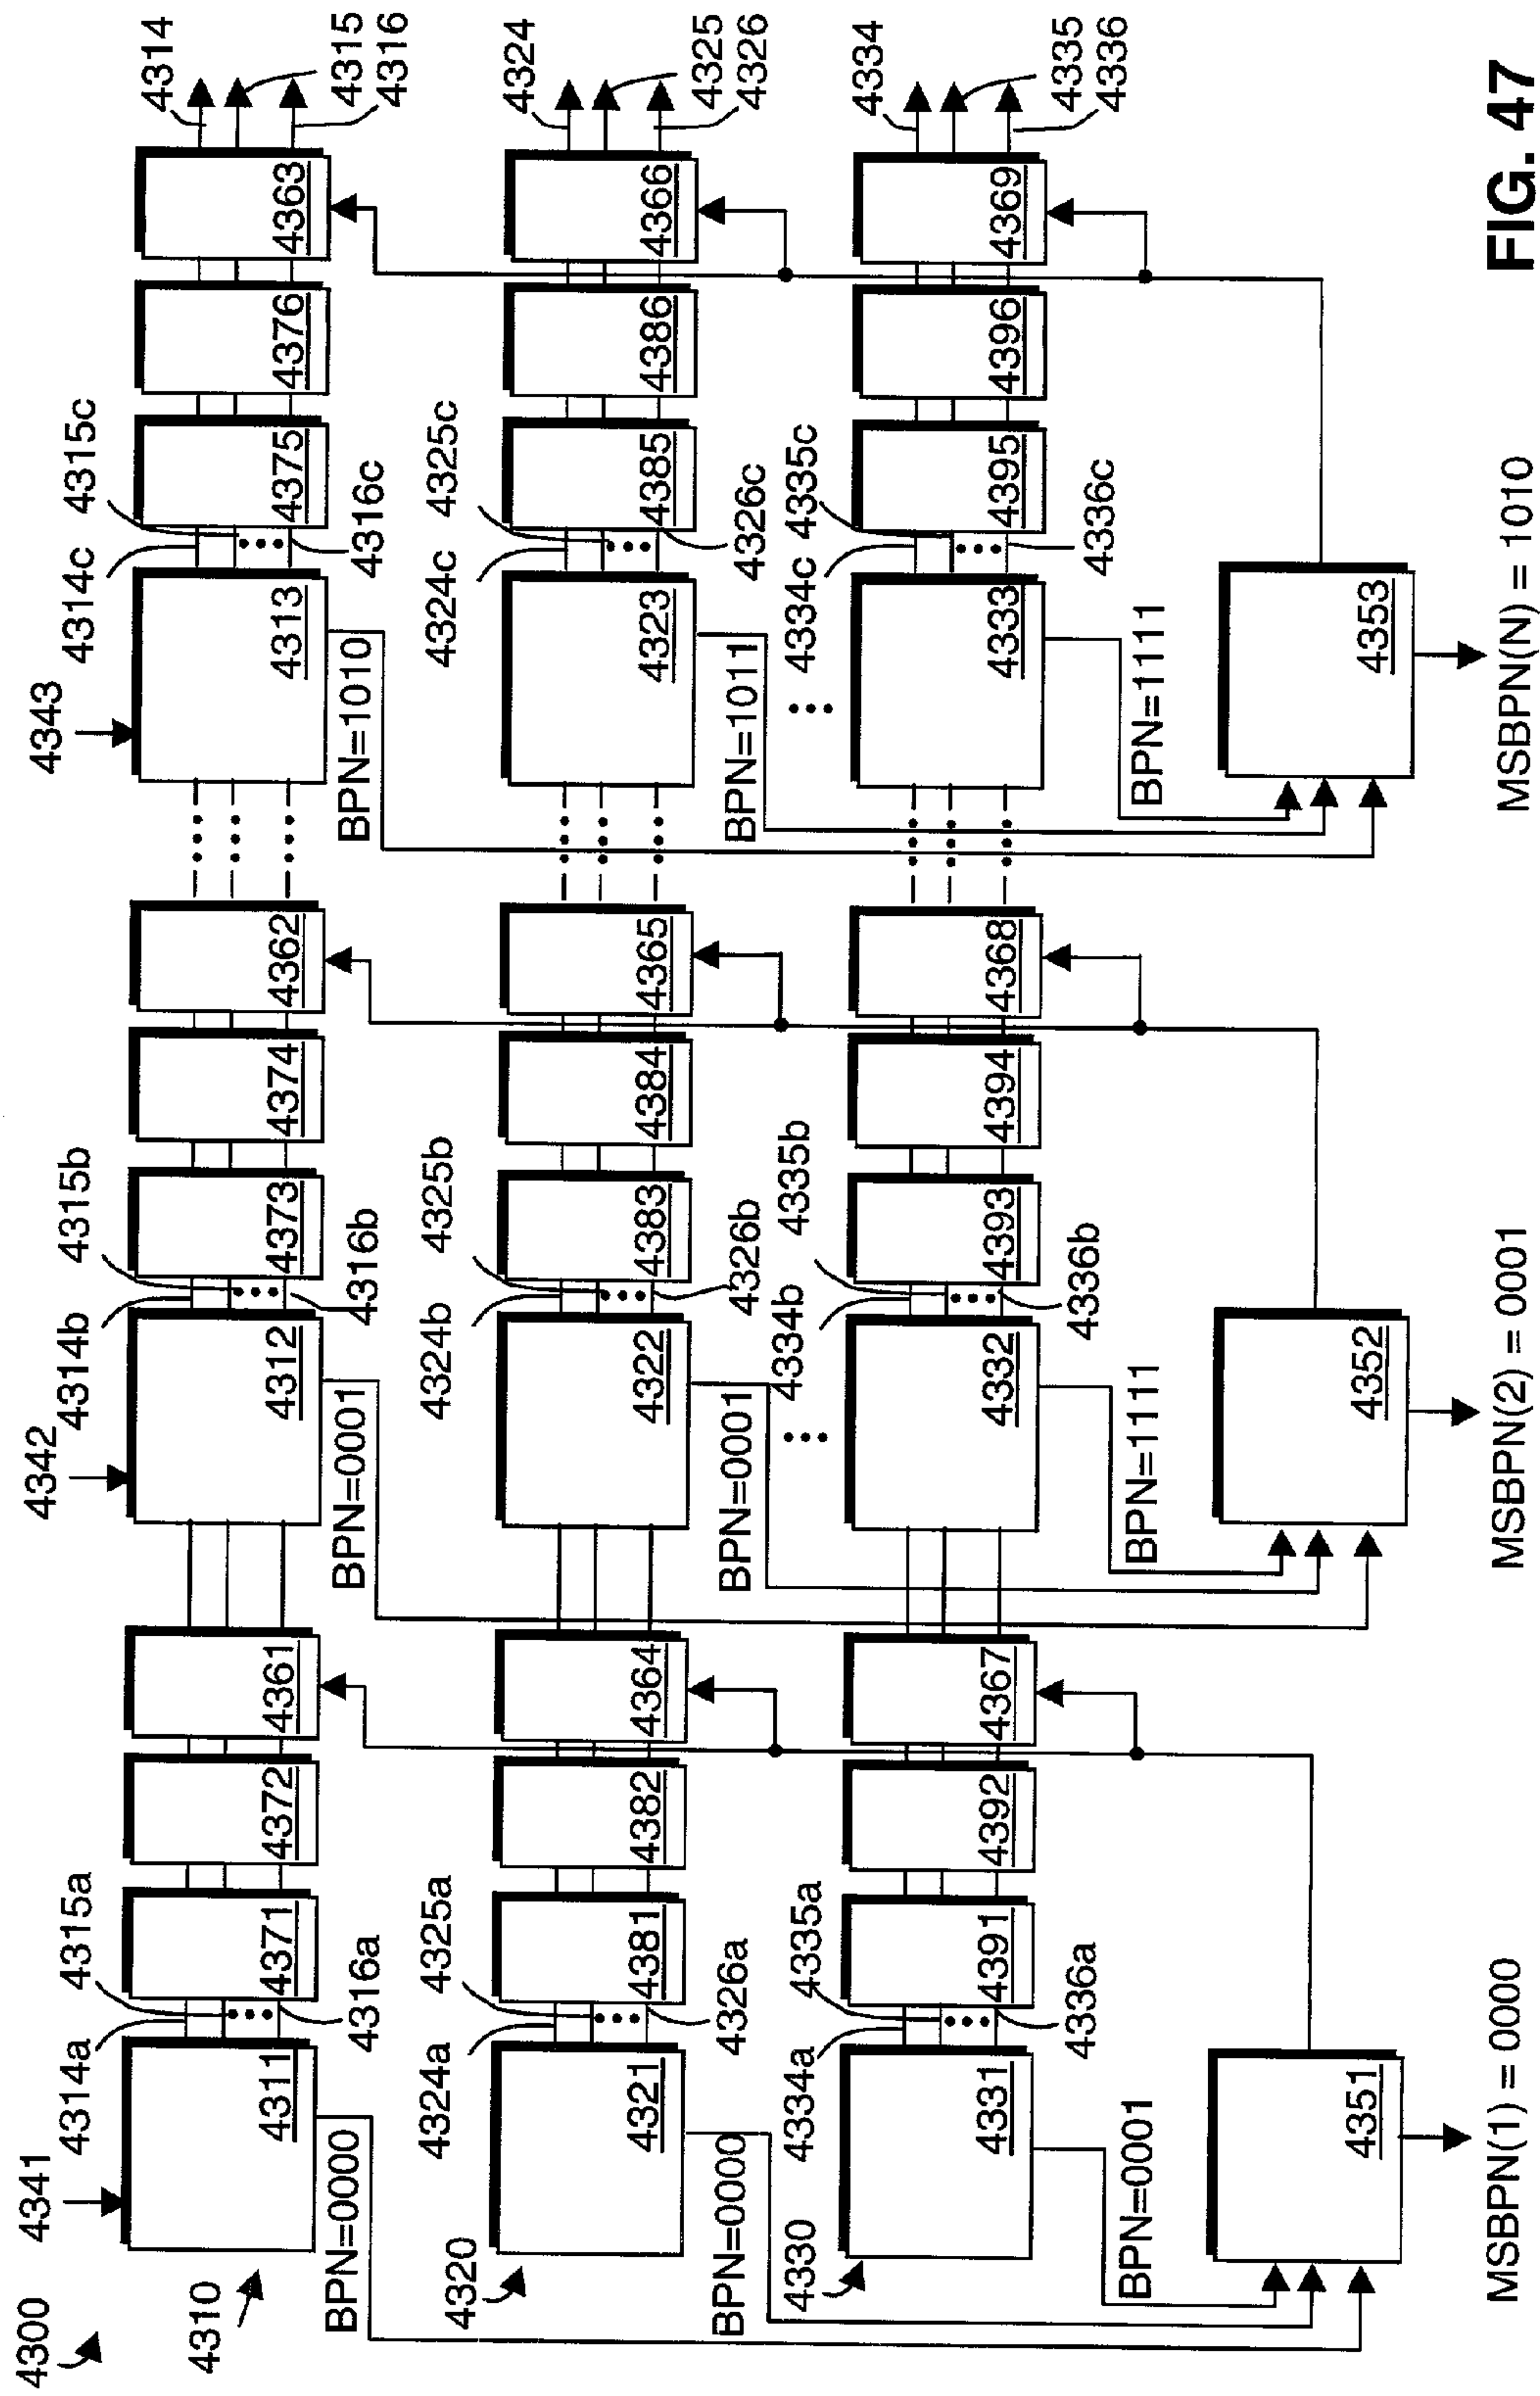 4300
4310
4341
4342
4343
4314a
4315a
4314b
4315b
4314c
4315c
4314
4315
4316
4311
4371
4372
4361
4312
4373
4374
4362
4313
4375
4376
4363
4316a
4316b
4316c
BPN=0000
BPN=0001
BPN=1010
4320
4324a
4325a
4324b
4325b
4324c
4325c
4324
4325
4326
4321
4381
4382
4364
4322
4383
4384
4365
4323
4385
4386
4366
4326a
4326b
4326c
BPN=0000
BPN=0001
BPN=1011
4330
4334a
4335a
4334b
4335b
4334c
4335c
4334
4335
4336
4331
4391
4392
4367
4332
4393
4394
4368
4333
4395
4396
4369
4336a
4336b
4336c
BPN=0001
BPN=1111
BPN=1111
4351
4352
4353
MSBPN(1) = 0000
MSBPN(2) = 0001
MSBPN(N) = 1010
FIG. 47